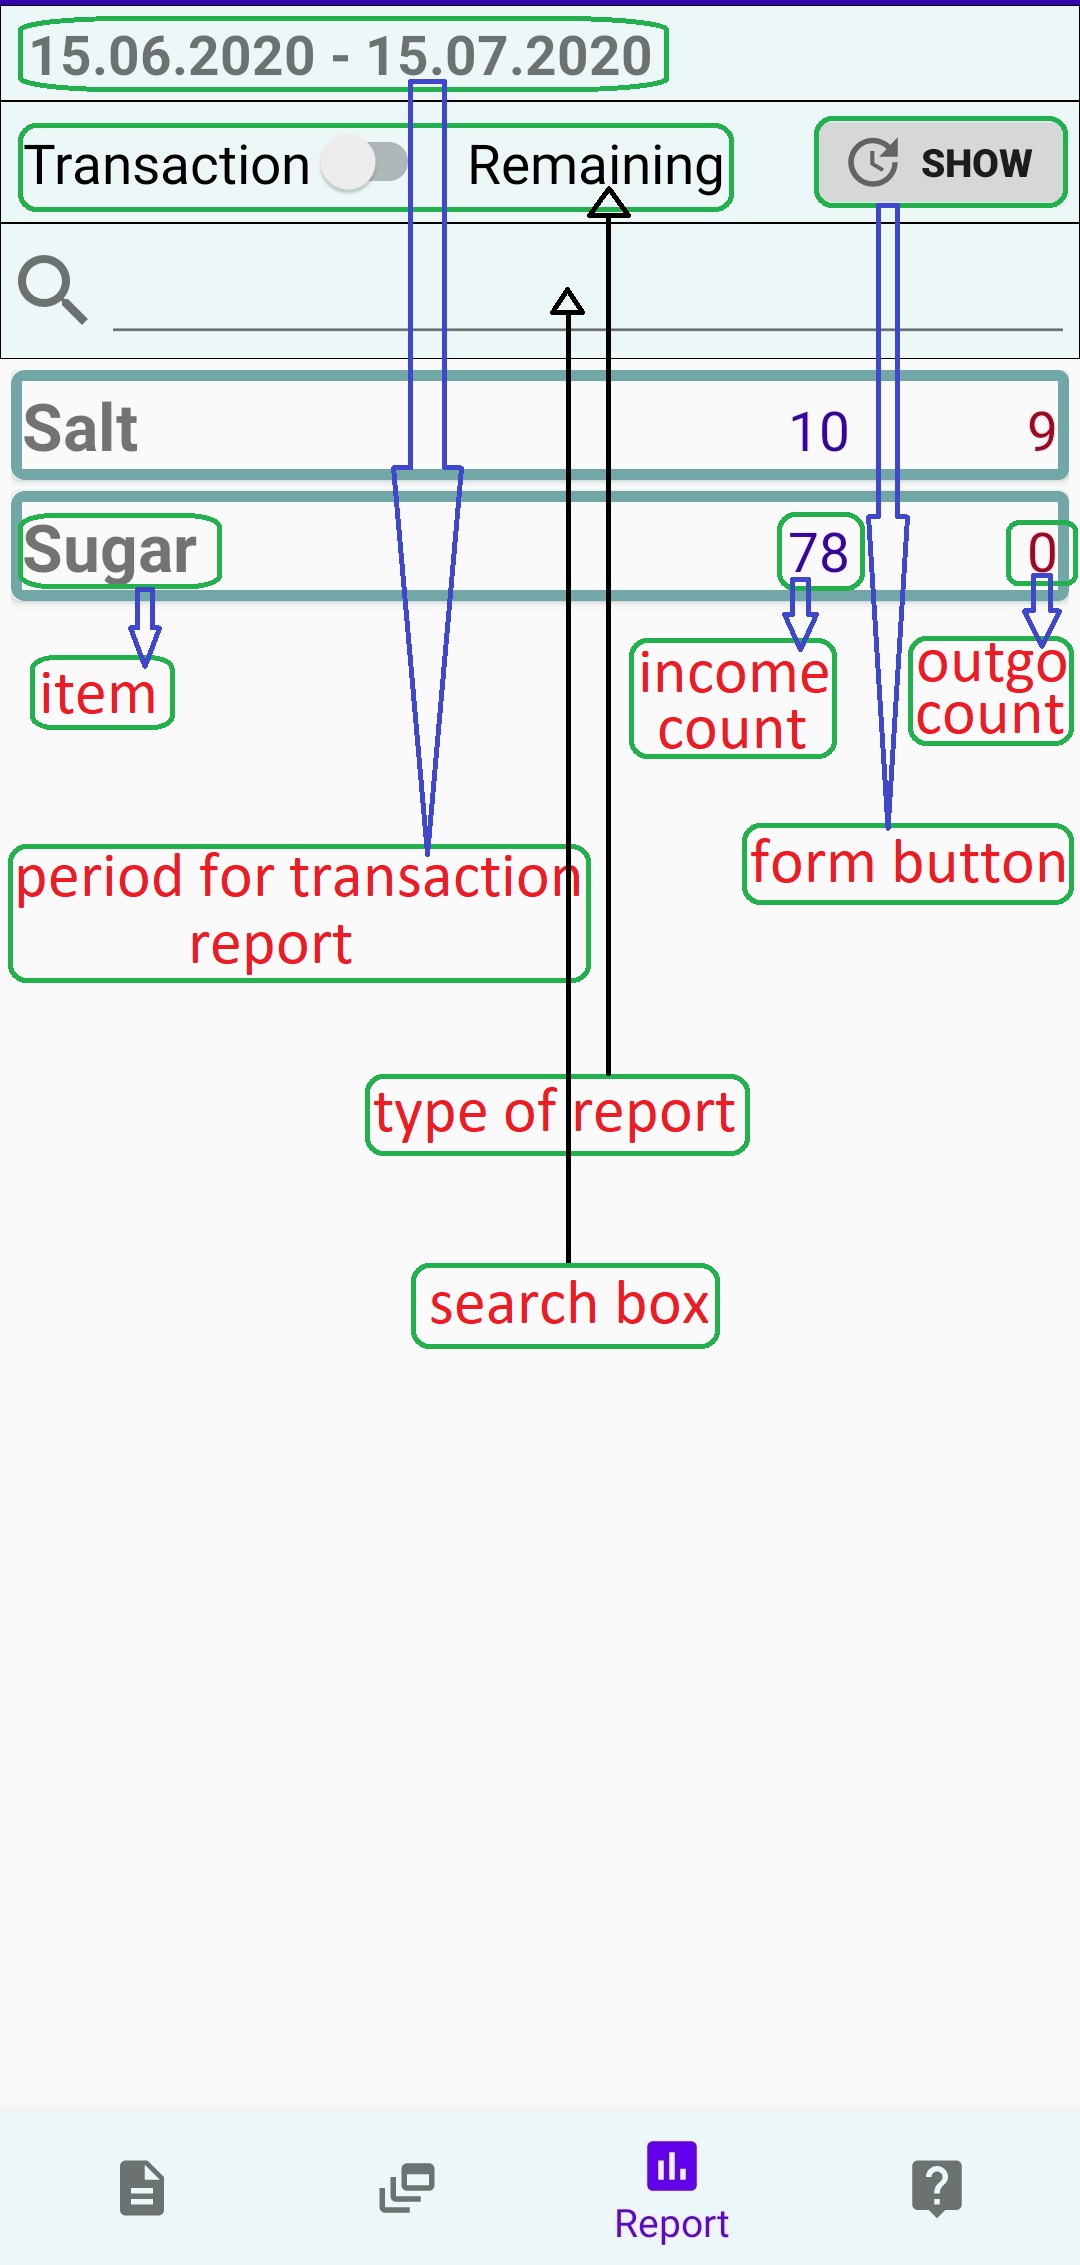 15.06.2020 - 15.07.2020
Transaction Remaining SHOW
Salt 10 9
Sugar 78 0
item
income
count
outgo
count
period for transaction
report
form button
type of report
search box
Report